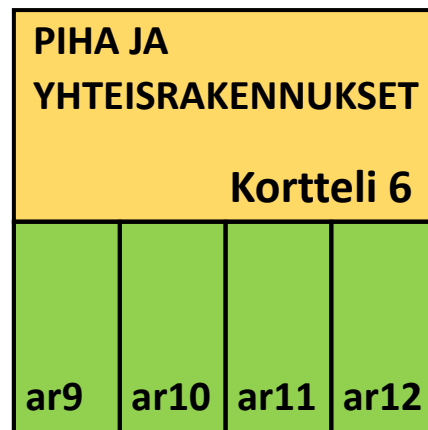 PIHA JA
YHTEISRAKENNUKSET
Kortteli 6
ar9 ar10 ar11 ar12